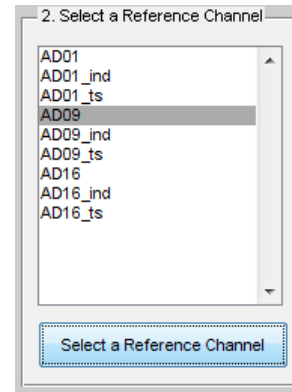 2. Select a Reference Channel
AD01
AD01_ind
AD01_ts
AD09
AD09_ind
AD09_ts
AD16
AD16_ind
AD16_ts
Select a Reference Channel